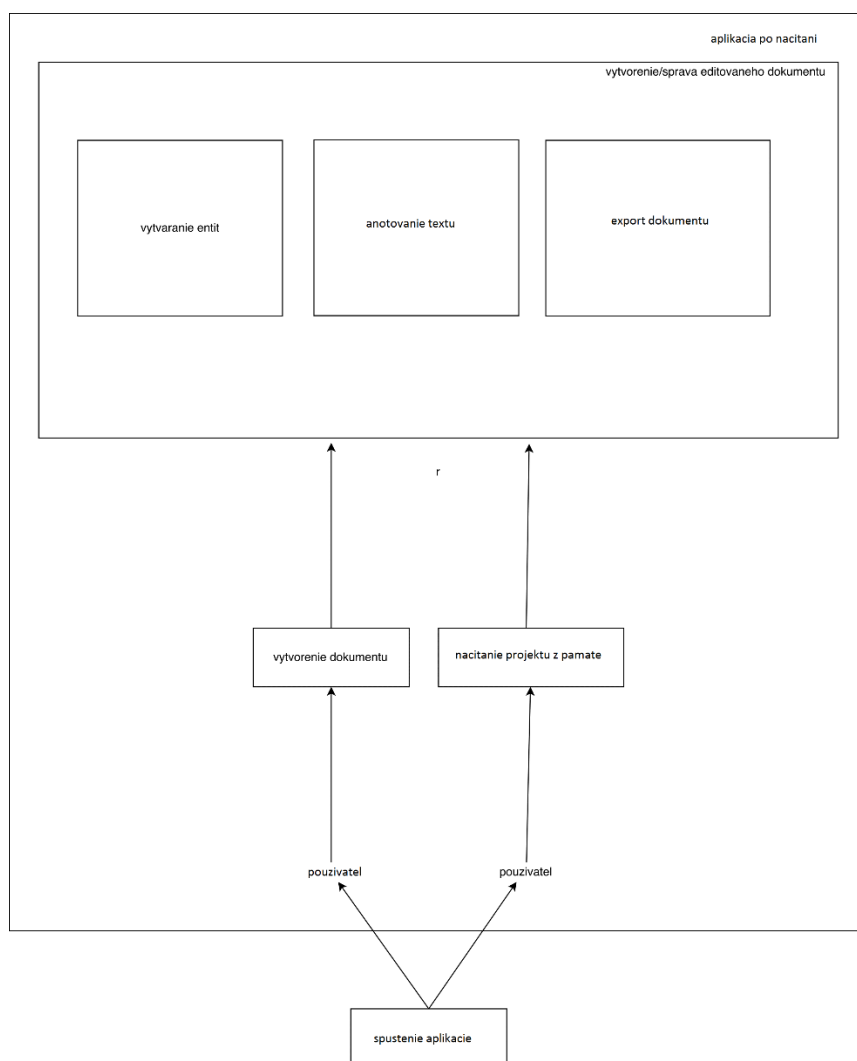 aplikacia po nacitani
vytvorenie/sprava editovaneho dokumentu
vytvaranie entit
anotovanie textu
export dokumentu
r
vytvorenie dokumentu
nacitanie projektu z pamate
pouzivatel
pouzivatel
spustenie aplikacie